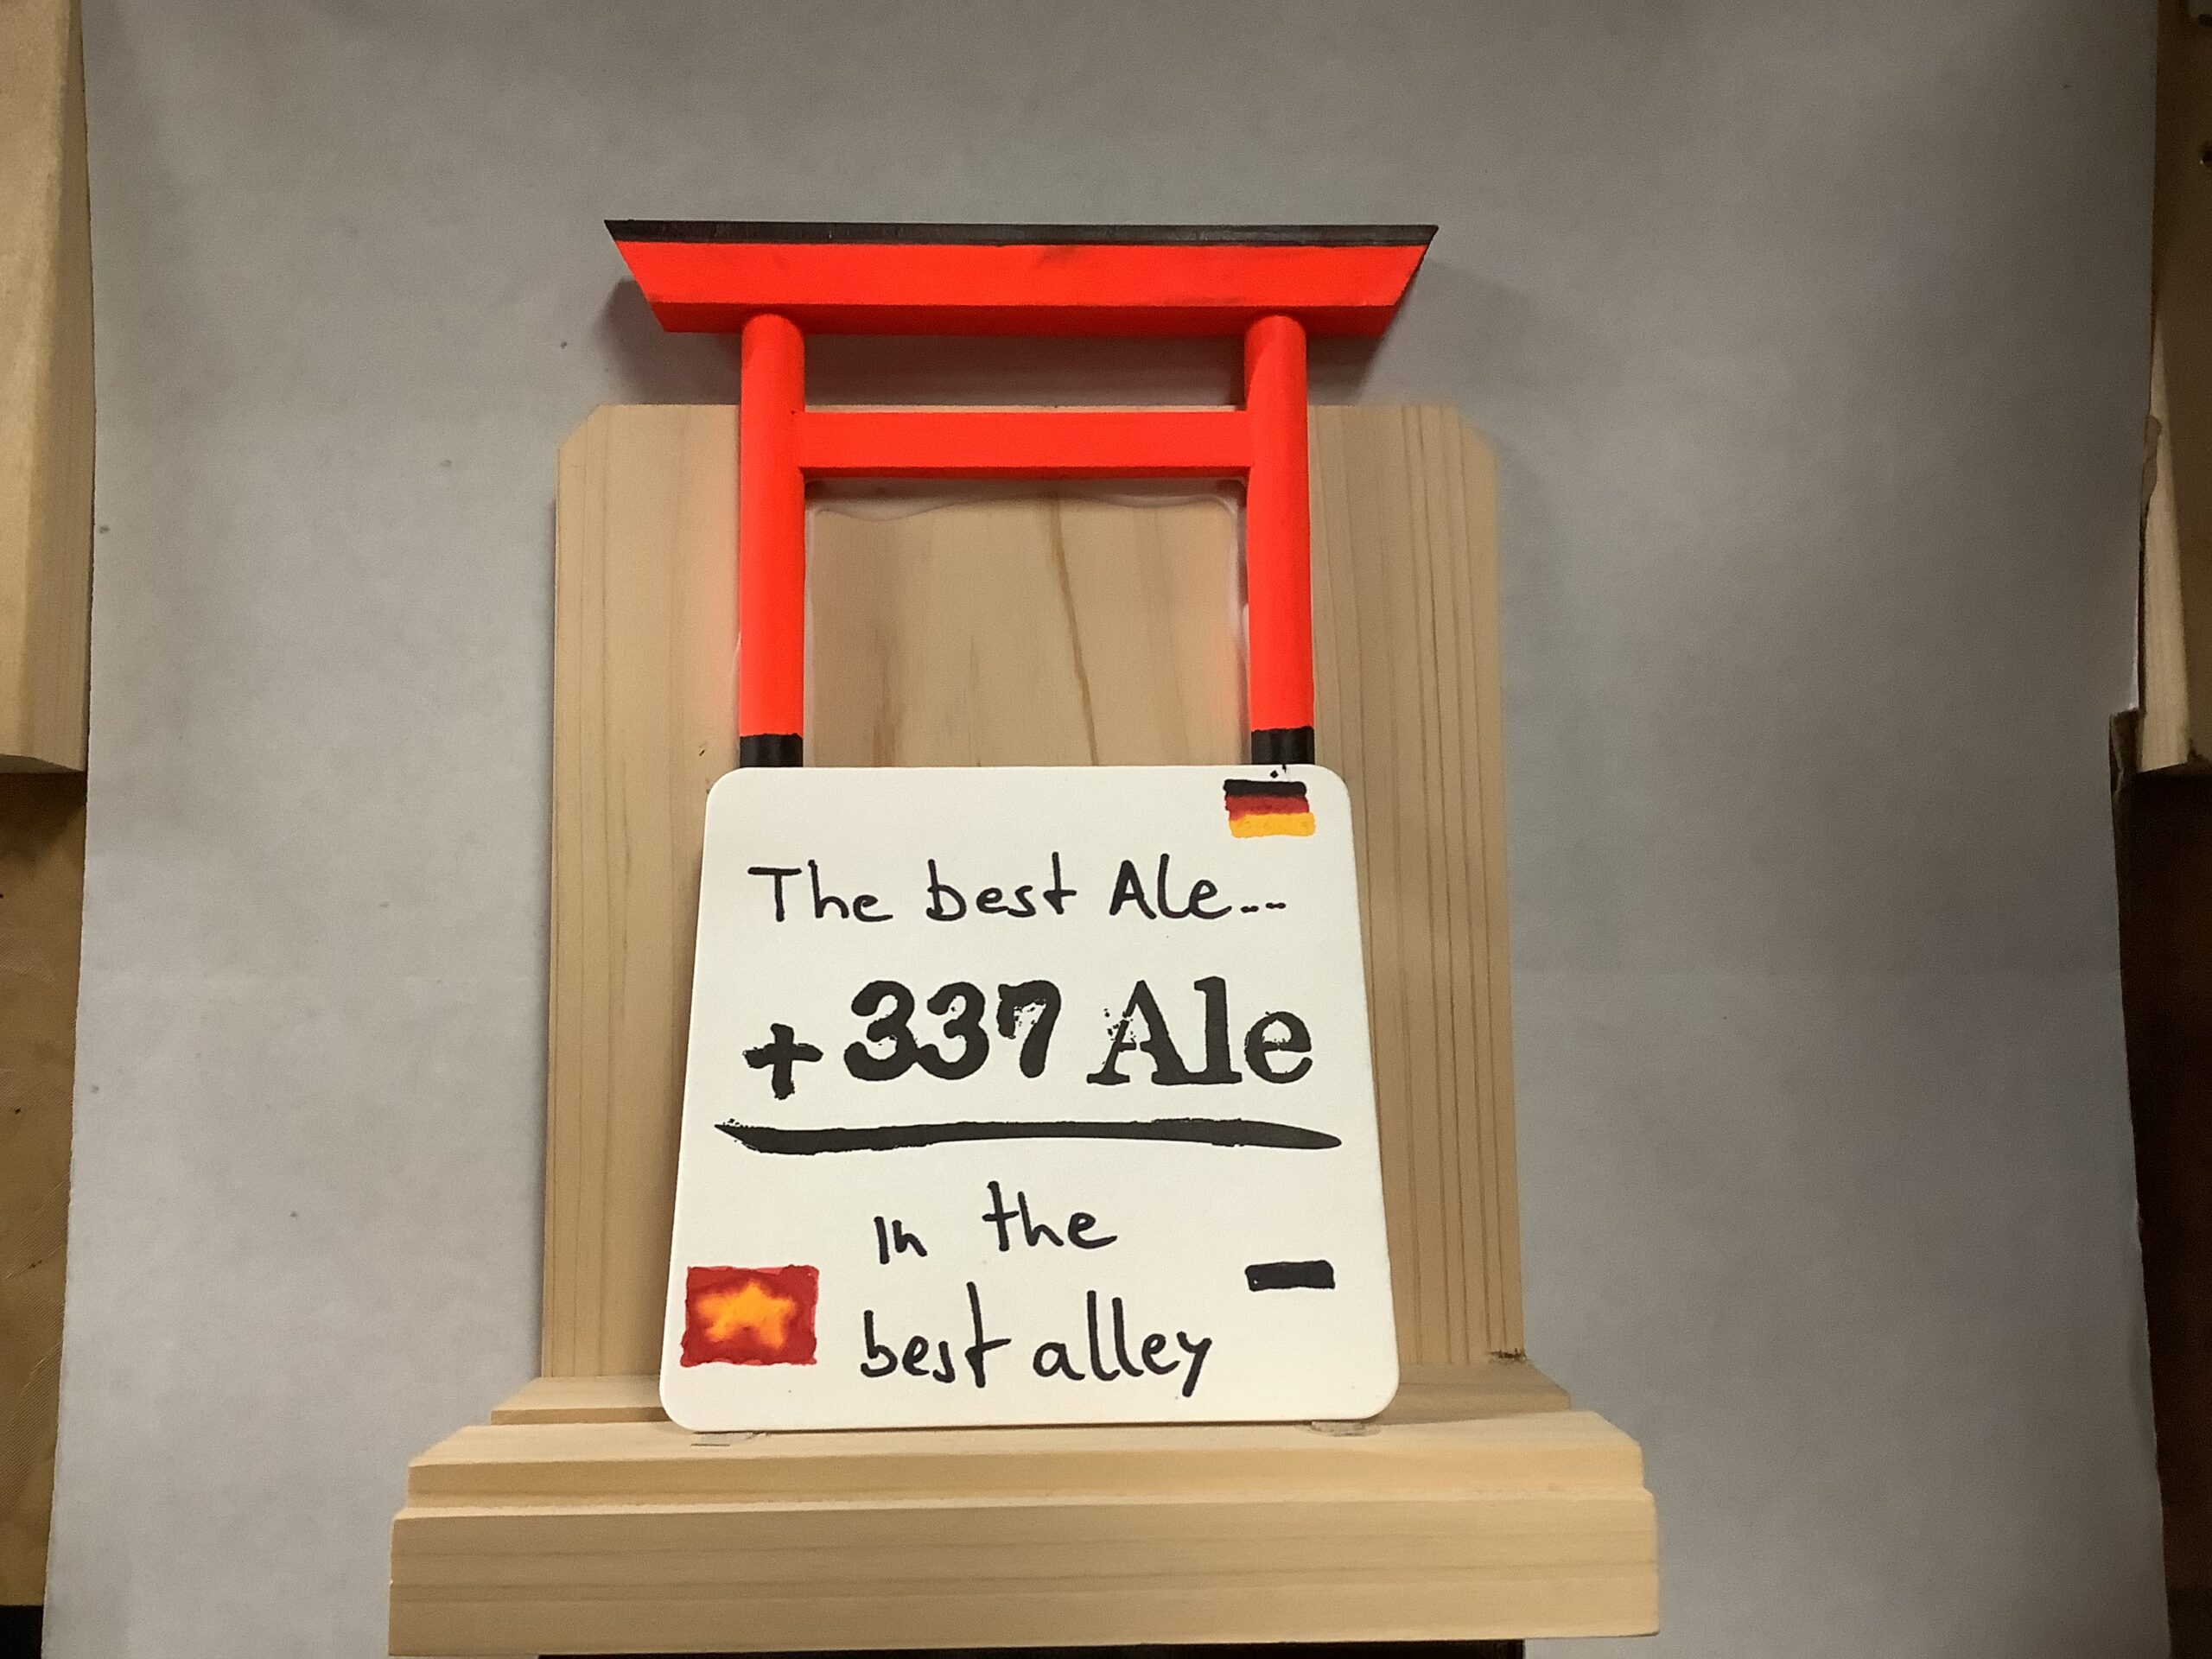 The best Ale...
+337 Ale
In the
best alley